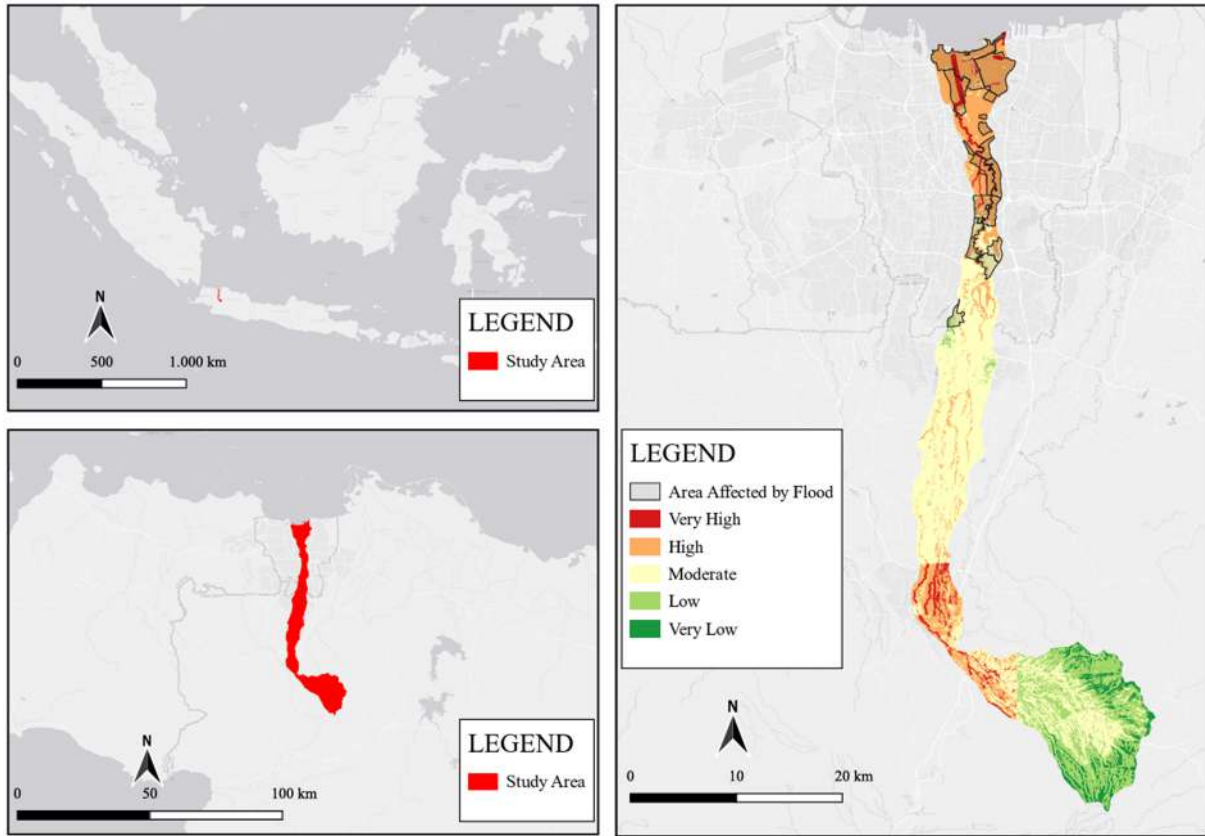 N
0 500 1.000 km
LEGEND
Study Area
N
0 50 100 km
LEGEND
Study Area
LEGEND
Area Affected by Flood
Very High
High
Moderate
Low
Very Low
N
0 10 20 km